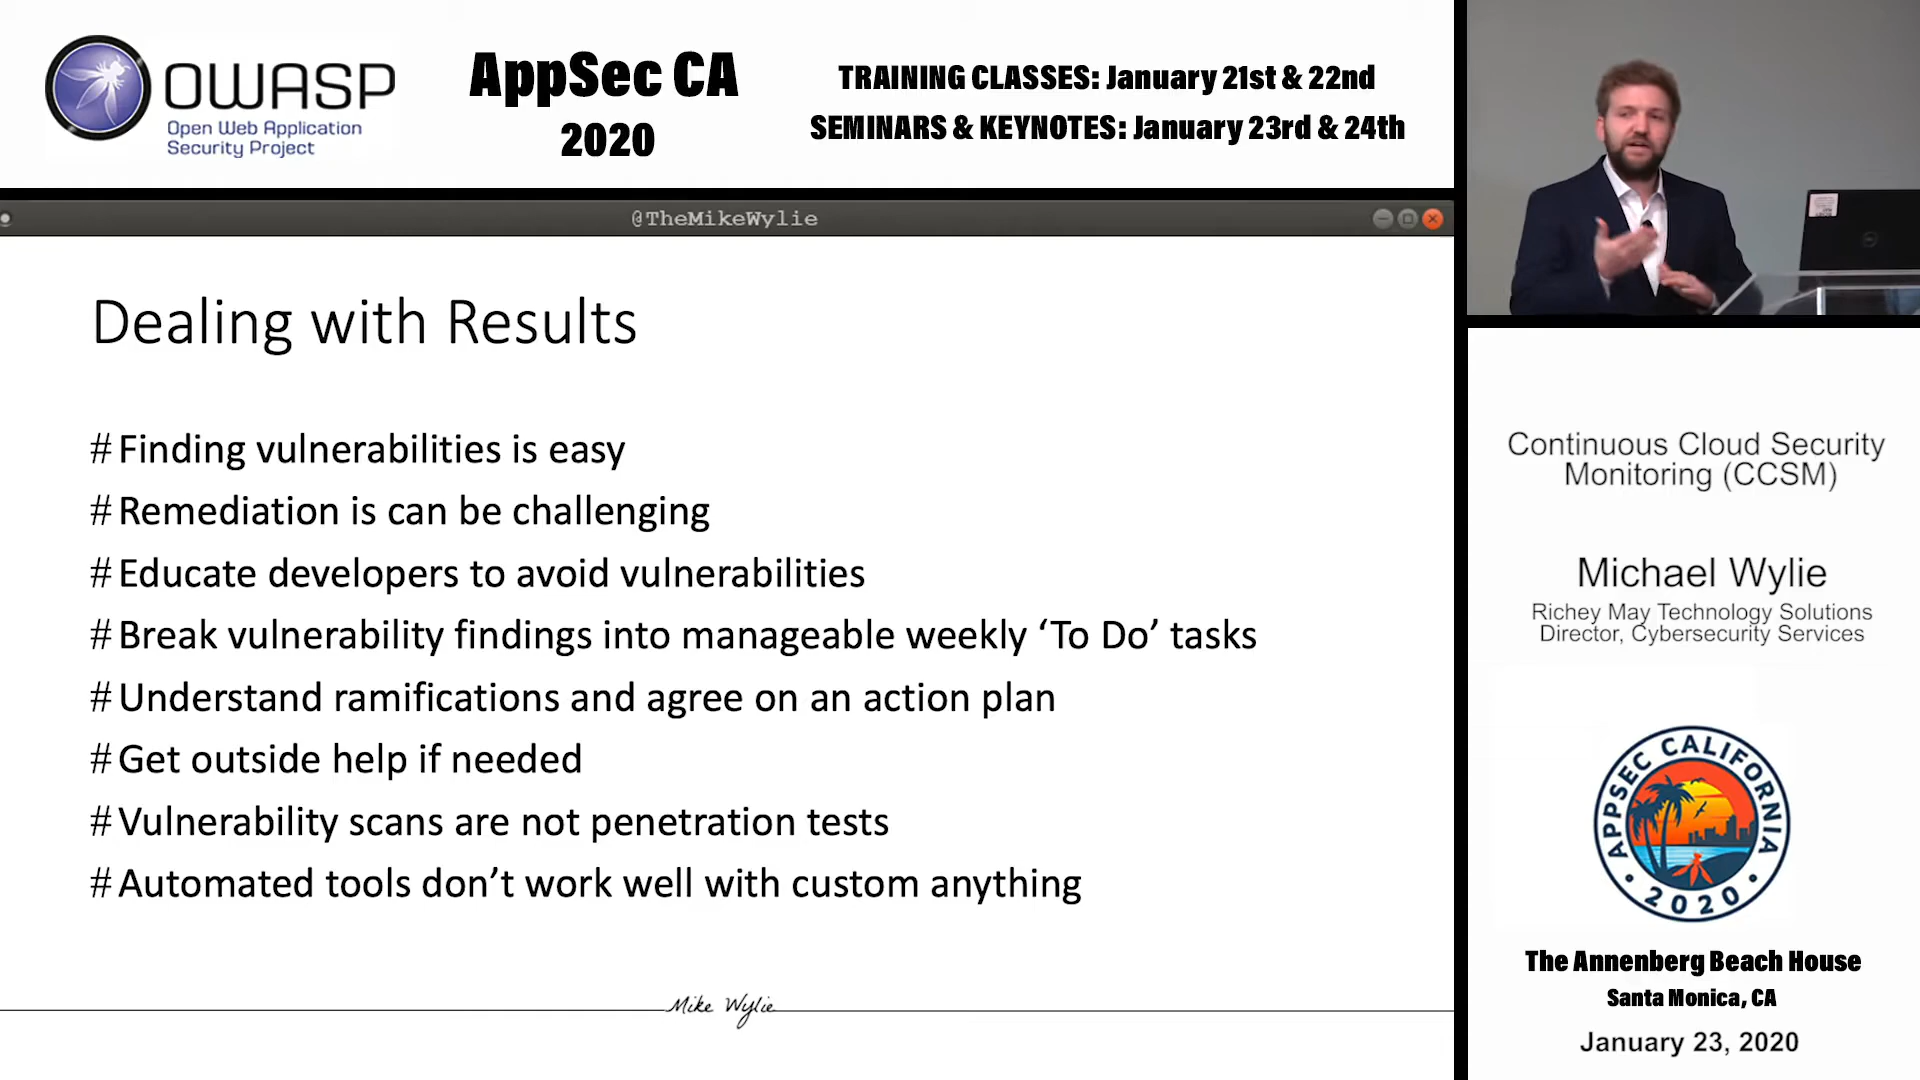 OWASP
Open Web Application
Security Project
AppSec CA
2020
TRAINING CLASSES: January 21st & 22nd
SEMINARS & KEYNOTES: January 23rd & 24th
@TheMikeWylie
Dealing with Results
#Finding vulnerabilities is easy
#Remediation is can be challenging
#Educate developers to avoid vulnerabilities
#Break vulnerability findings into manageable weekly ‘To Do’ tasks
#Understand ramifications and agree on an action plan
#Get outside help if needed
#Vulnerability scans are not penetration tests
#Automated tools don’t work well with custom anything
Mike Wylie
Continuous Cloud Security
Monitoring (CCSM)
Michael Wylie
Richey May Technology Solutions
Director, Cybersecurity Services
APPSEC CALIFORNIA
2020
The Annenberg Beach House
Santa Monica, CA
January 23, 2020